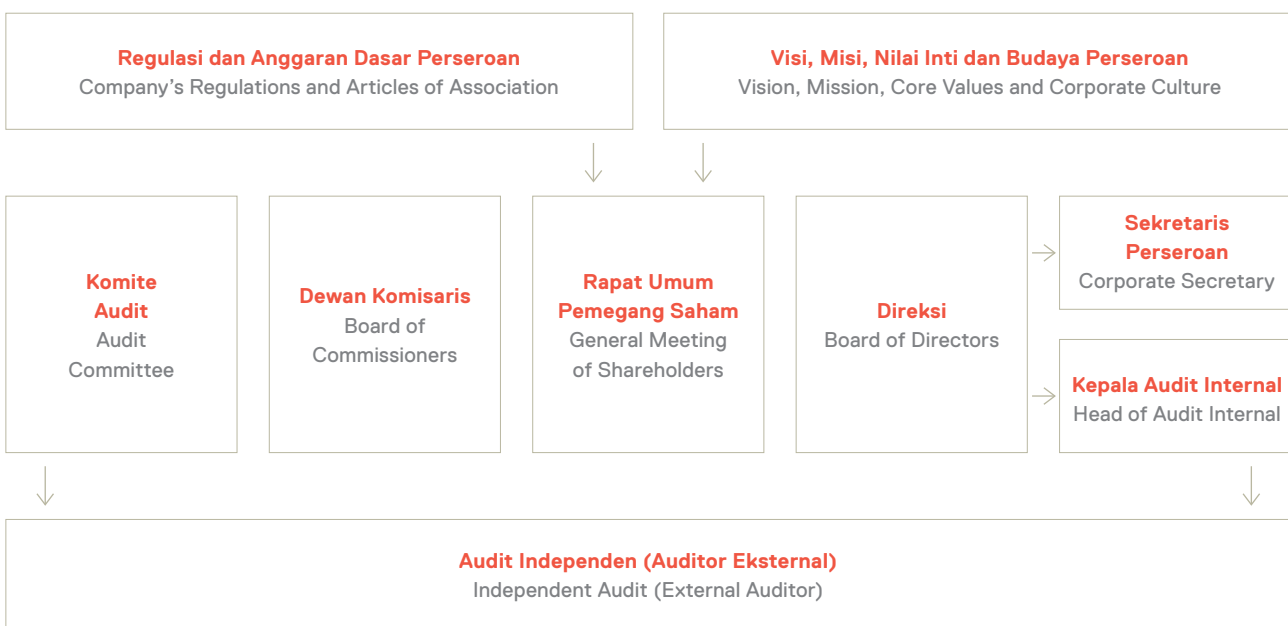 Regulasi dan Anggaran Dasar Perseroan
Company's Regulations and Articles of Association
Visi, Misi, Nilai Inti dan Budaya Perseroan
Vision, Mission, Core Values and Corporate Culture
Komite
Audit
Audit
Committee
Dewan Komisaris
Board of
Commissioners
Rapat Umum
Pemegang Saham
General Meeting
of Shareholders
Direksi
Board of Directors
Sekretaris
Perseroan
Corporate Secretary
Kepala Audit Internal
Head of Audit Internal
Audit Independen (Auditor Eksternal)
Independent Audit (External Auditor)